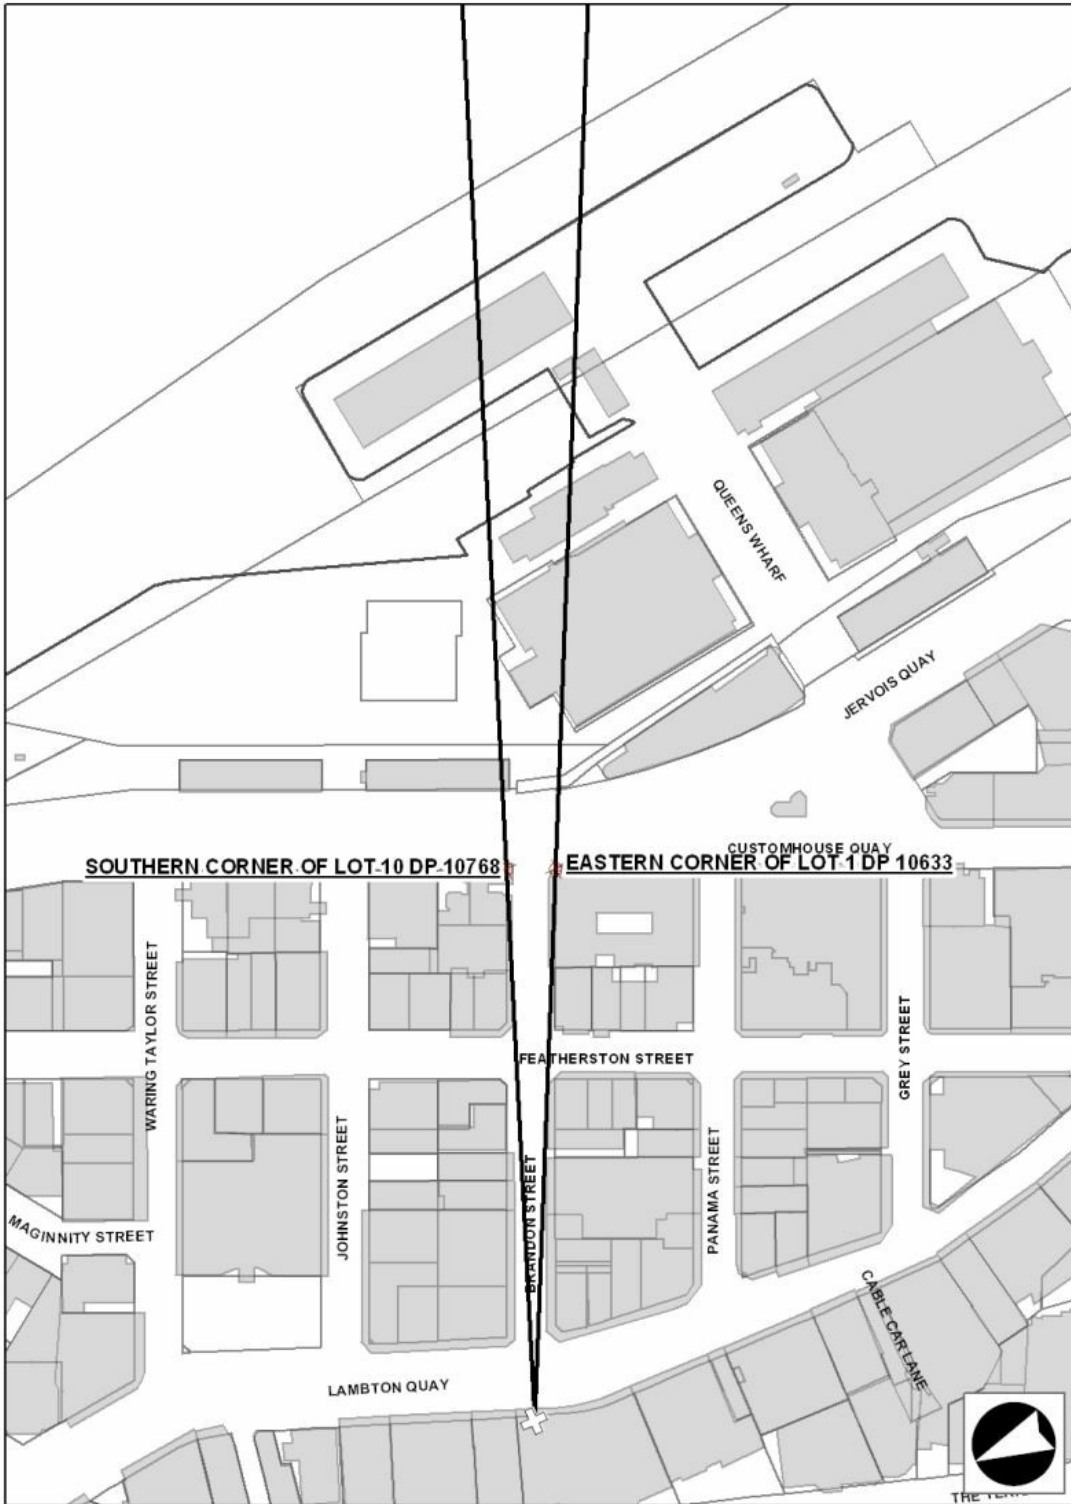 QUEENS WHARF
JERVOIS QUAY
CUSTOMHOUSE QUAY
SOUTHERN CORNER OF LOT 10 DP 10768
EASTERN CORNER OF LOT 1 DP 10633
WARING TAYLOR STREET
FEATHERSTON STREET
GREY STREET
JOHNSTON STREET
BRANDON STREET
PANAMA STREET
MAGINNITY STREET
CABLE CAR LANE
LAMBTON QUAY
THE